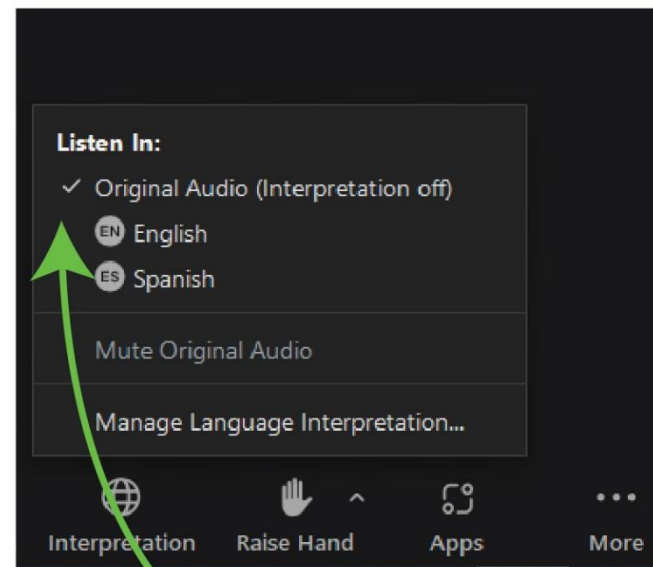 Listen In:
✓ Original Audio (Interpretation off)
EN English
ES Spanish
Mute Original Audio
Manage Language Interpretation...
Interpretation Raise Hand Apps More